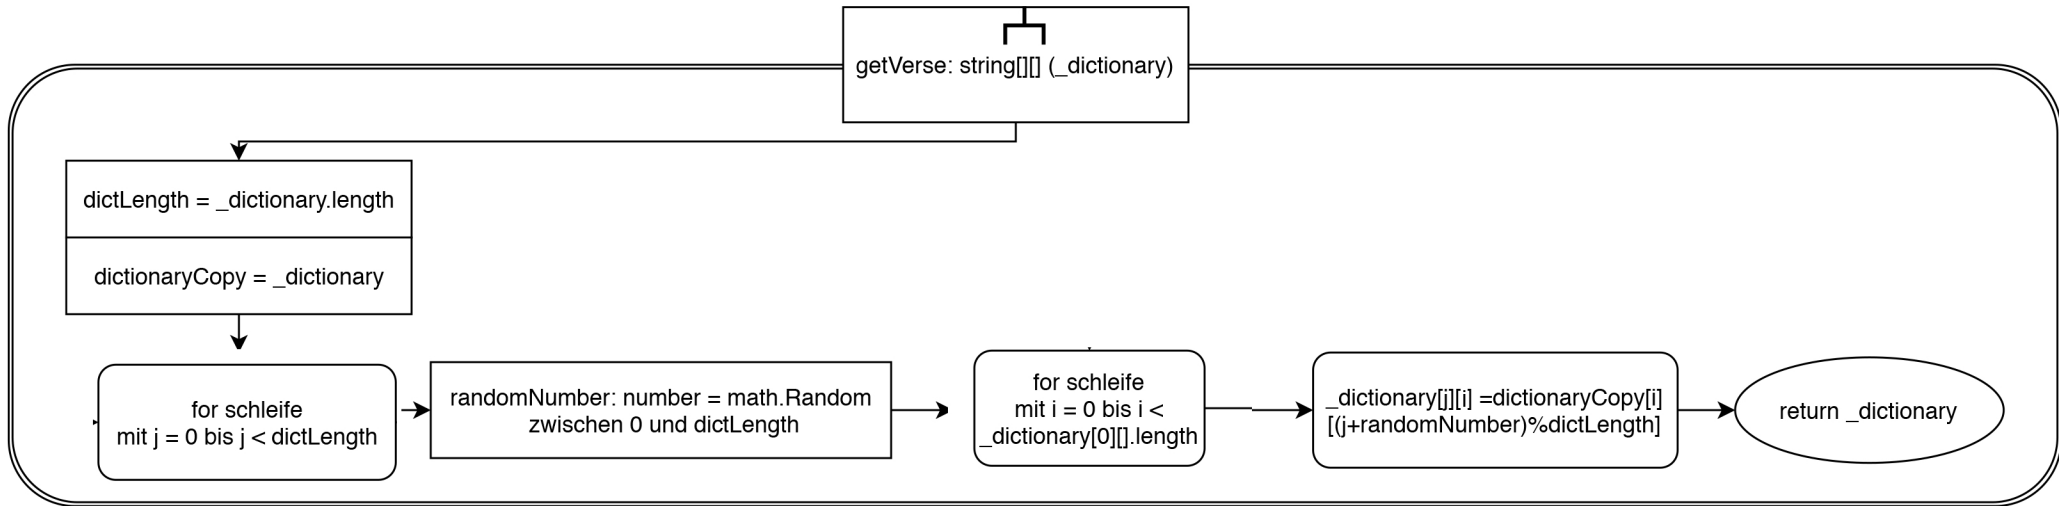 getVerse: string[][] (_dictionary)
dictLength = _dictionary.length
dictionaryCopy = _dictionary
for schleife
mit j = 0 bis j < dictLength
randomNumber: number = math.Random
zwischen 0 und dictLength
for schleife
mit i = 0 bis i <
_dictionary[0][].length
_dictionary[j][i] =dictionaryCopy[i]
[(j+randomNumber)%dictLength]
return _dictionary